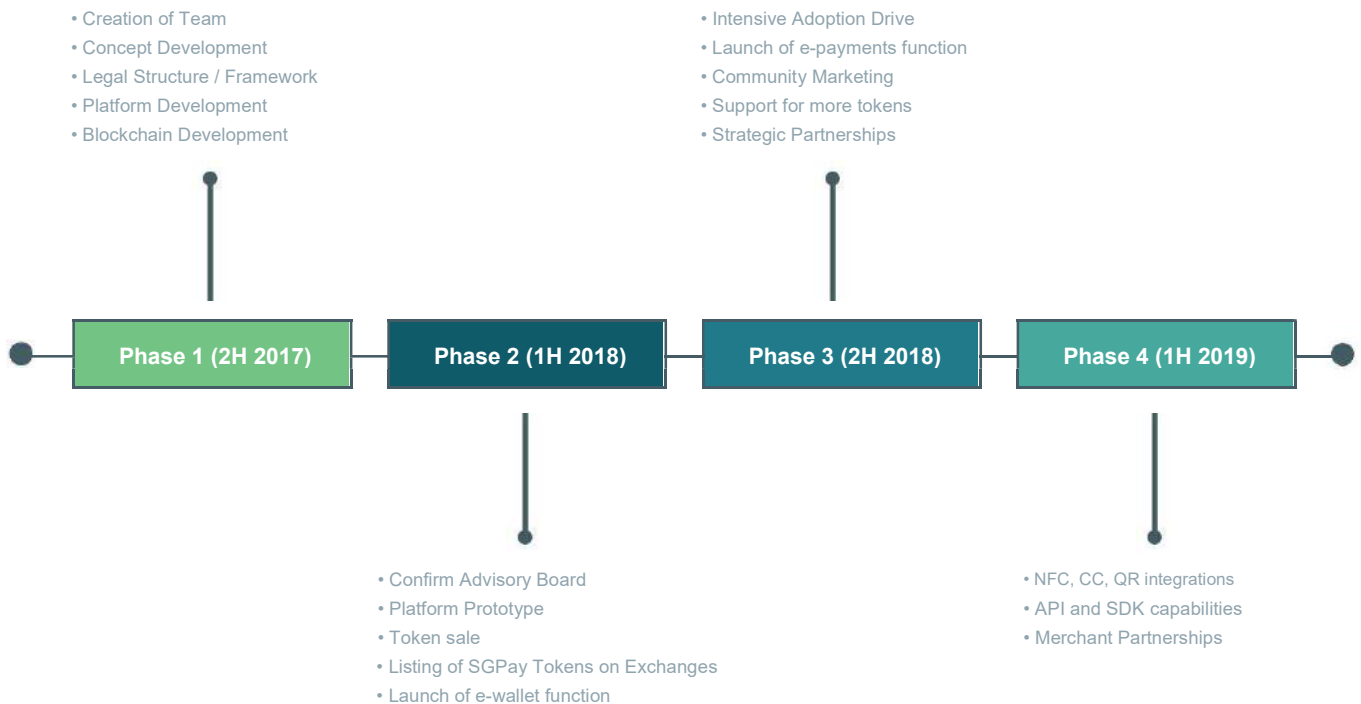 • Creation of Team
• Concept Development
• Legal Structure / Framework
• Platform Development
• Blockchain Development
• Intensive Adoption Drive
• Launch of e-payments function
• Community Marketing
• Support for more tokens
• Strategic Partnerships
Phase 1 (2H 2017)
Phase 2 (1H 2018)
Phase 3 (2H 2018)
Phase 4 (1H 2019)
• Confirm Advisory Board
• Platform Prototype
• Token sale
• Listing of SGPay Tokens on Exchanges
• Launch of e-wallet function
• NFC, CC, QR integrations
• API and SDK capabilities
• Merchant Partnerships